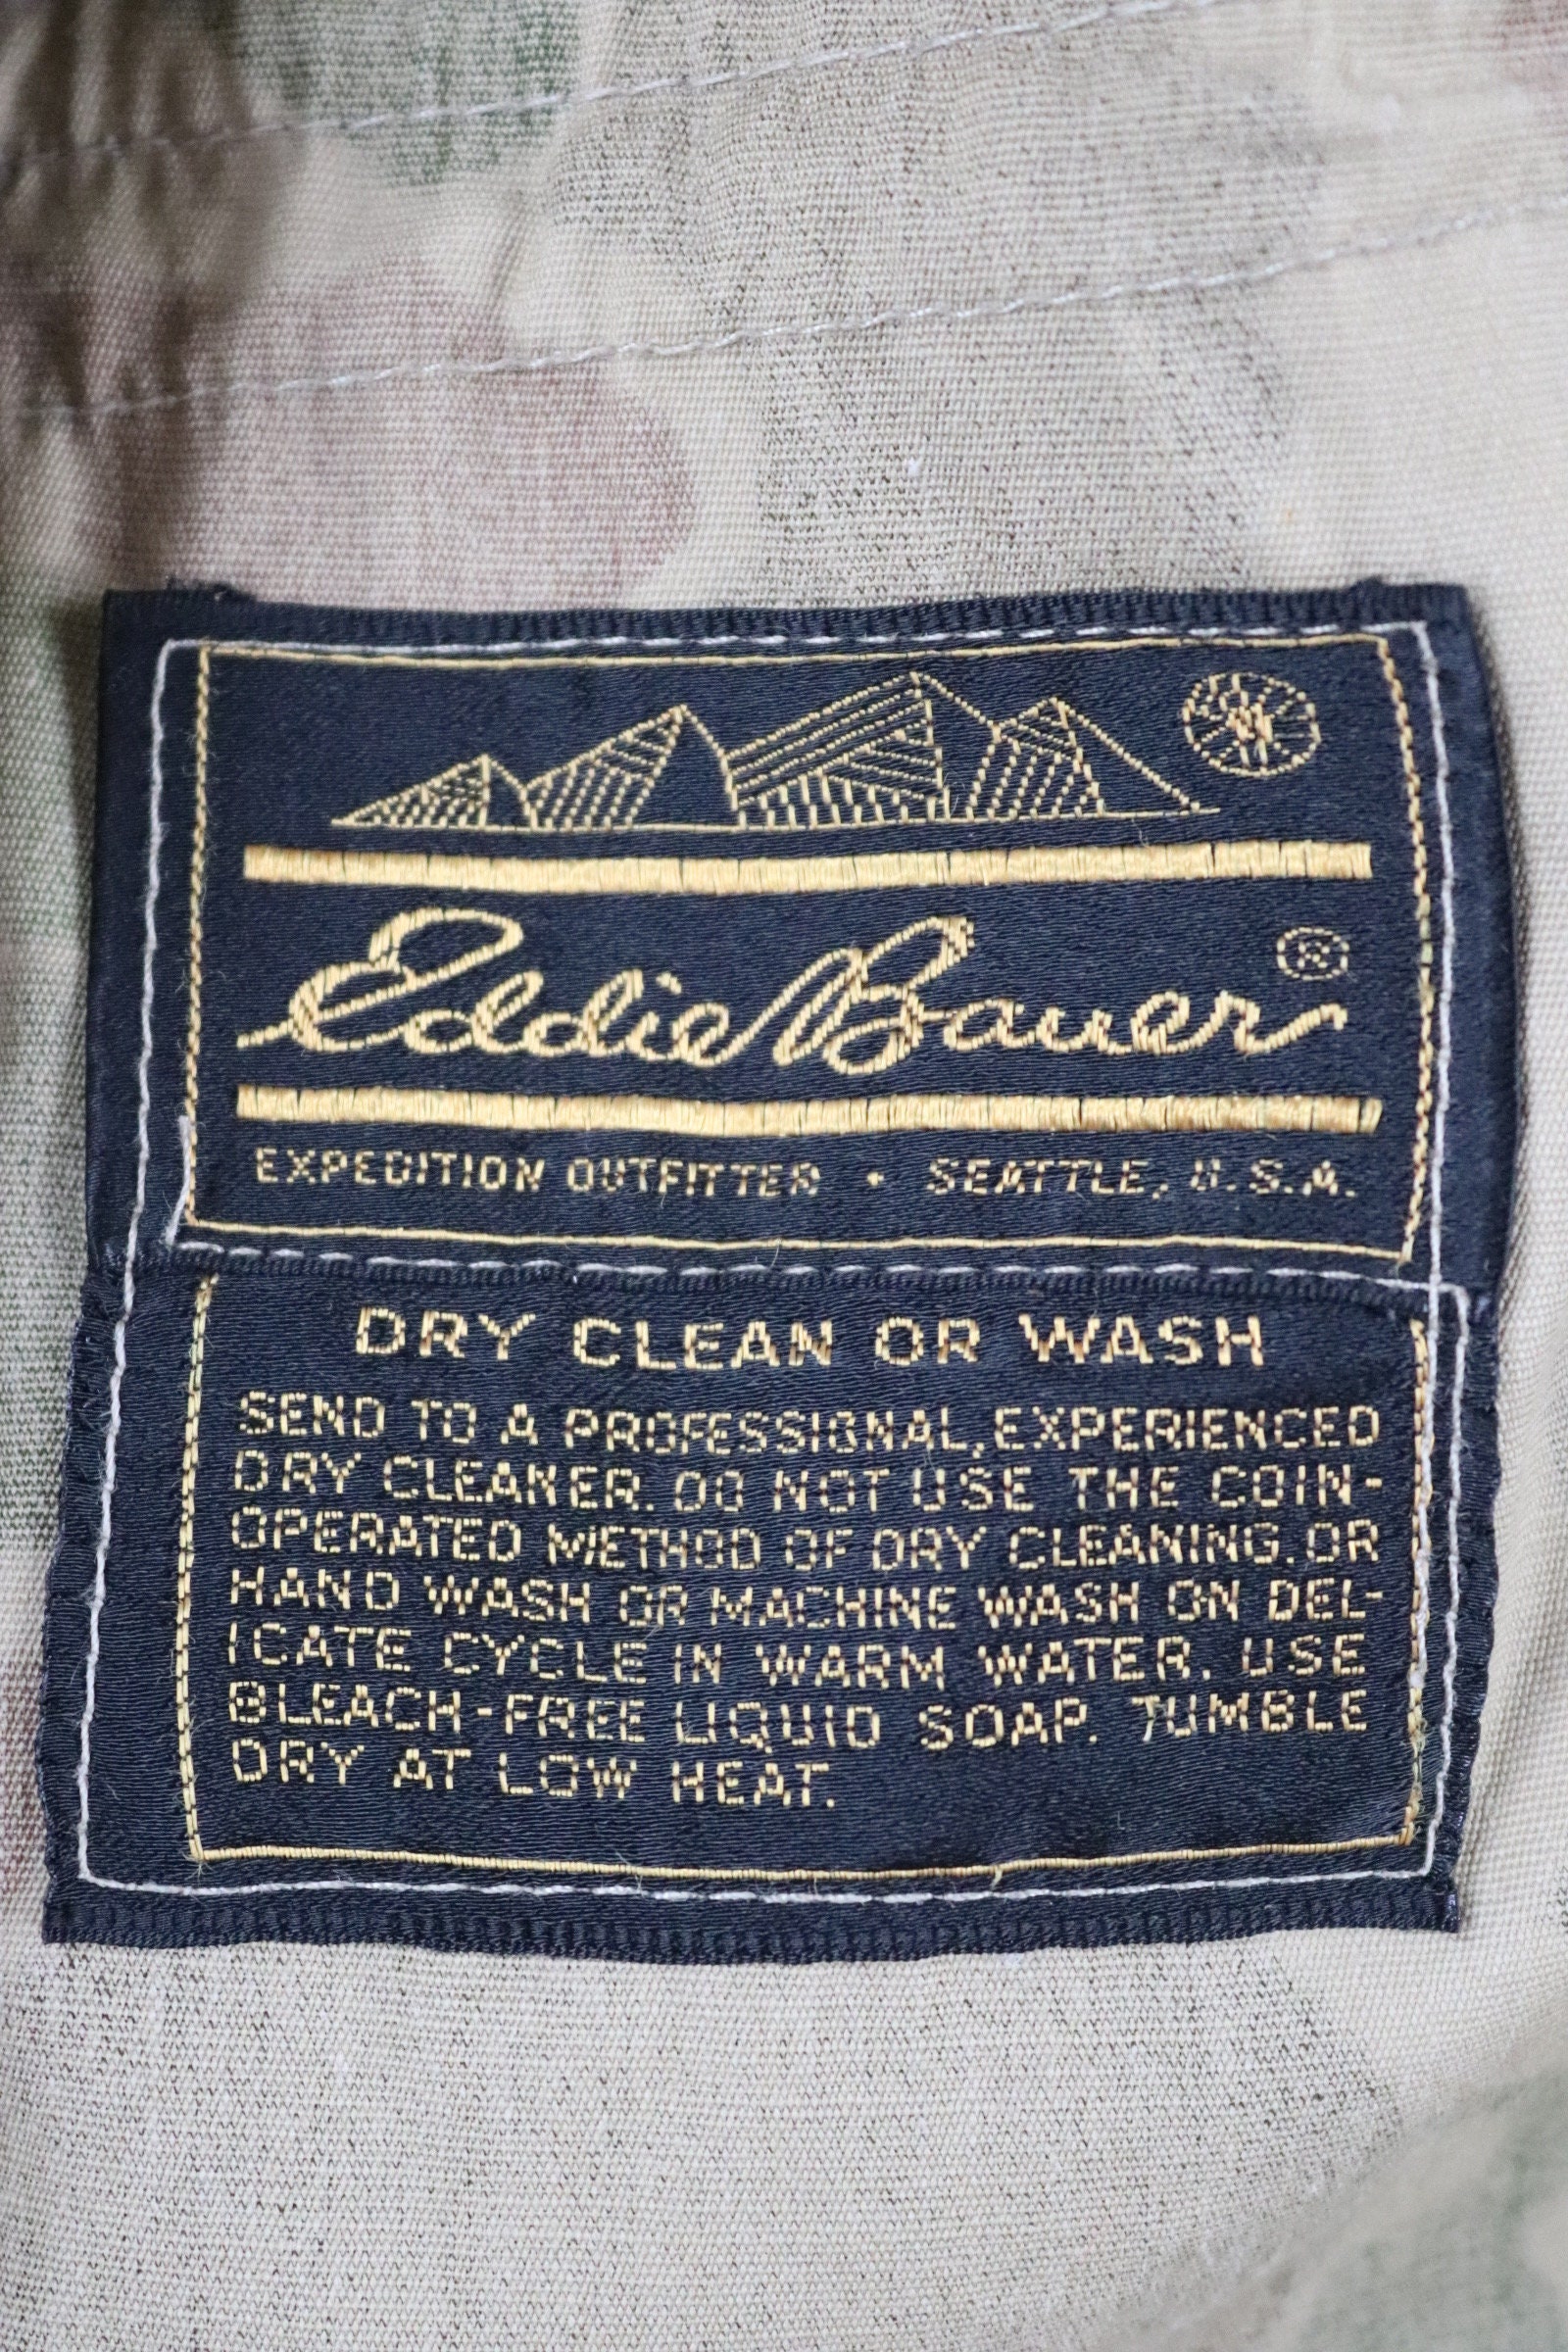 Eddie Bauer ®
EXPEDITION OUTFITTER • SEATTLE, U.S.A.
DRY CLEAN OR WASH
SEND TO A PROFESSIONAL, EXPERIENCED
DRY CLEANER. DO NOT USE THE COIN-
OPERATED METHOD OF DRY CLEANING. OR
HAND WASH OR MACHINE WASH ON DEL-
ICATE CYCLE IN WARM WATER. USE
BLEACH-FREE LIQUID SOAP. TUMBLE
DRY AT LOW HEAT.